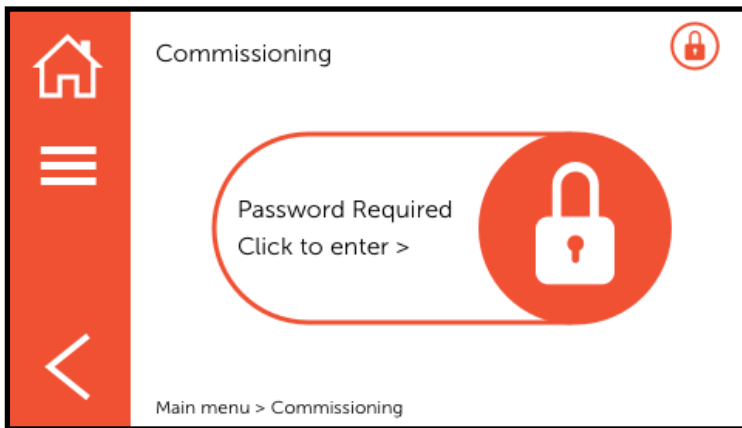 Commissioning
Password Required
Click to enter >
Main menu > Commissioning